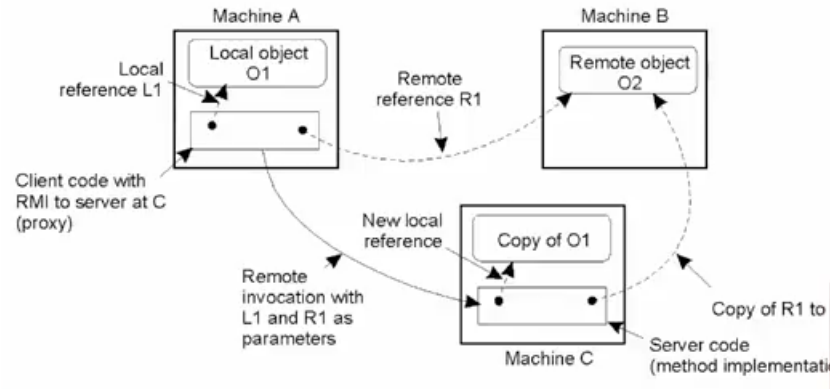 Machine A
Machine B
Local object
O1
Remote object
O2
Local
reference L1
Remote
reference R1
Client code with
RMI to server at C
(proxy)
New local
reference
Copy of O1
Remote
invocation with
L1 and R1 as
parameters
Copy of R1 to
Server code
(method
Machine C